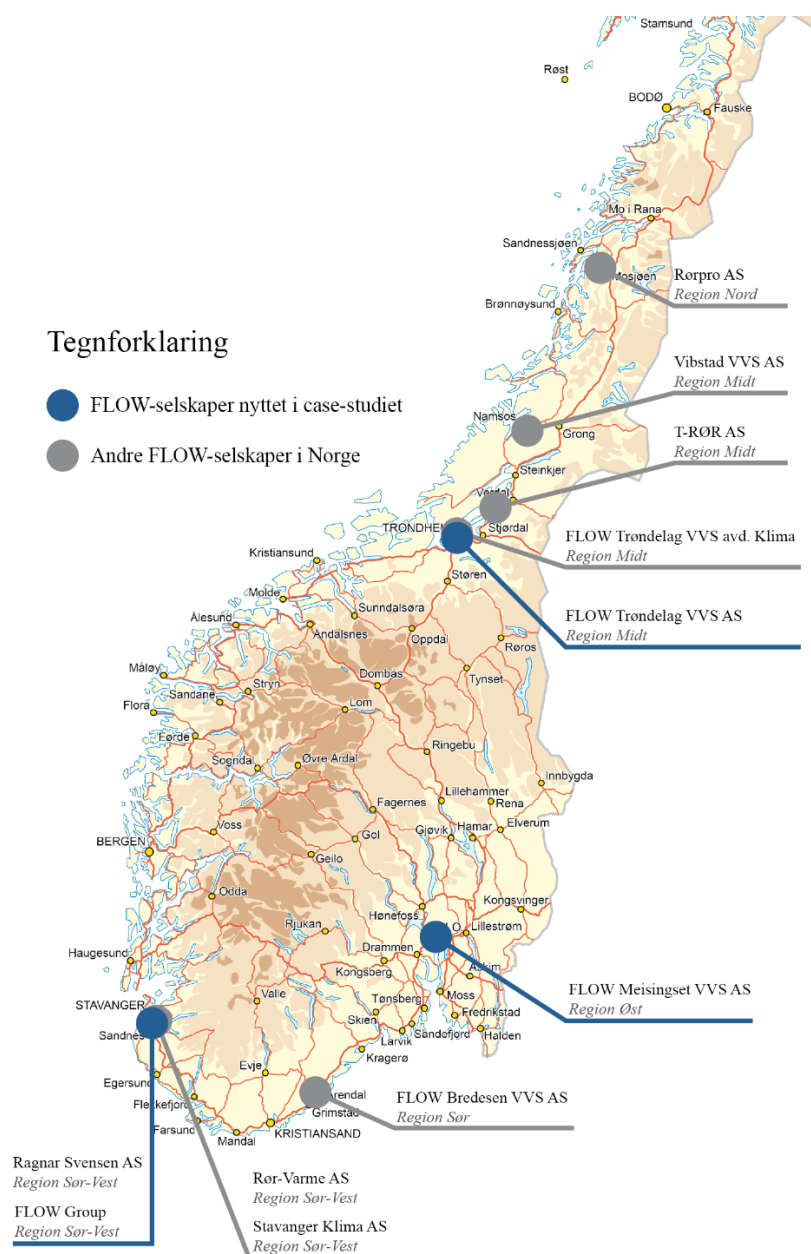 Stamsund
Røst
BODØ
Fauske
Mo i Rana
Sandnessjøen
Mosjøen
Rørpro AS
Region Nord
Brønnøysund
Tegnforklaring
FLOW-selskaper nyttet i case-studiet
Andre FLOW-selskaper i Norge
Vibstad VVS AS
Region Midt
Namsos
Grong
T-RØR AS
Region Midt
Steinkjer
Verdal
TRONDHEI
Stjørdal
FLOW Trøndelag VVS avd. Klima
Region Midt
Kristiansund
Støren
Molde
FLOW Trøndelag VVS AS
Region Midt
Sunndalsøra
Ålesund
Åndalsnes
Oppdal
Røros
Måløy
Dombås
Tynset
Stryn
Sandane
Flora
Lom
Førde
Ringebu
Sogndal
Øvre Årdal
Innbygda
Fagernes
Lillehammer
Rena
Voss
Gol
Gjøvik
Hamar
Elverum
BERGEN
Geilo
Odda
Kongsvinger
Hønefoss
LO
Lillestrøm
Rjukan
Drammen
Haugesund
Kongsberg
Askim
FLOW Meisingset VVS AS
Region Øst
Valle
Tønsberg
Moss
STAVANGER
Skien
Fredrikstad
Sandnes
Larvik
Sandefjord
Halden
Kragerø
Egersund
Evje
FLOW Bredesen VVS AS
Region Sør
Arendal
Flekkefjord
Grimstad
Farsund
Mandal
KRISTIANSAND
Ragnar Svensen AS
Region Sør-Vest
Rør-Varme AS
Region Sør-Vest
FLOW Group
Region Sør-Vest
Stavanger Klima AS
Region Sør-Vest